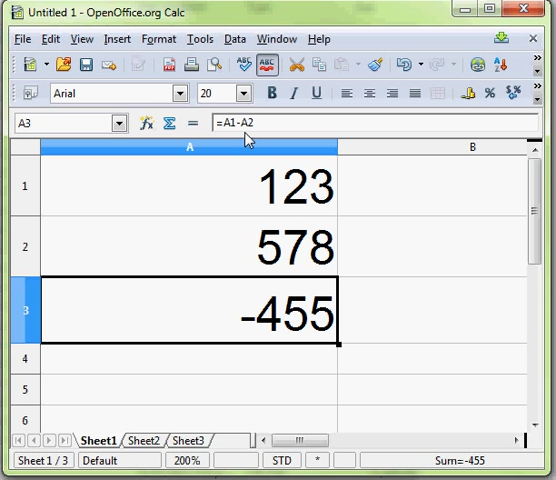 Untitled 1 - OpenOffice.org Calc
File Edit View Insert Format Tools Data Window Help
Arial 20 B I U
A3 =A1-A2
A B
1 123
2 578
3 -455
4
5
6
Sheet1 Sheet2 Sheet3
Sheet 1 / 3 Default 200% STD * Sum=-455